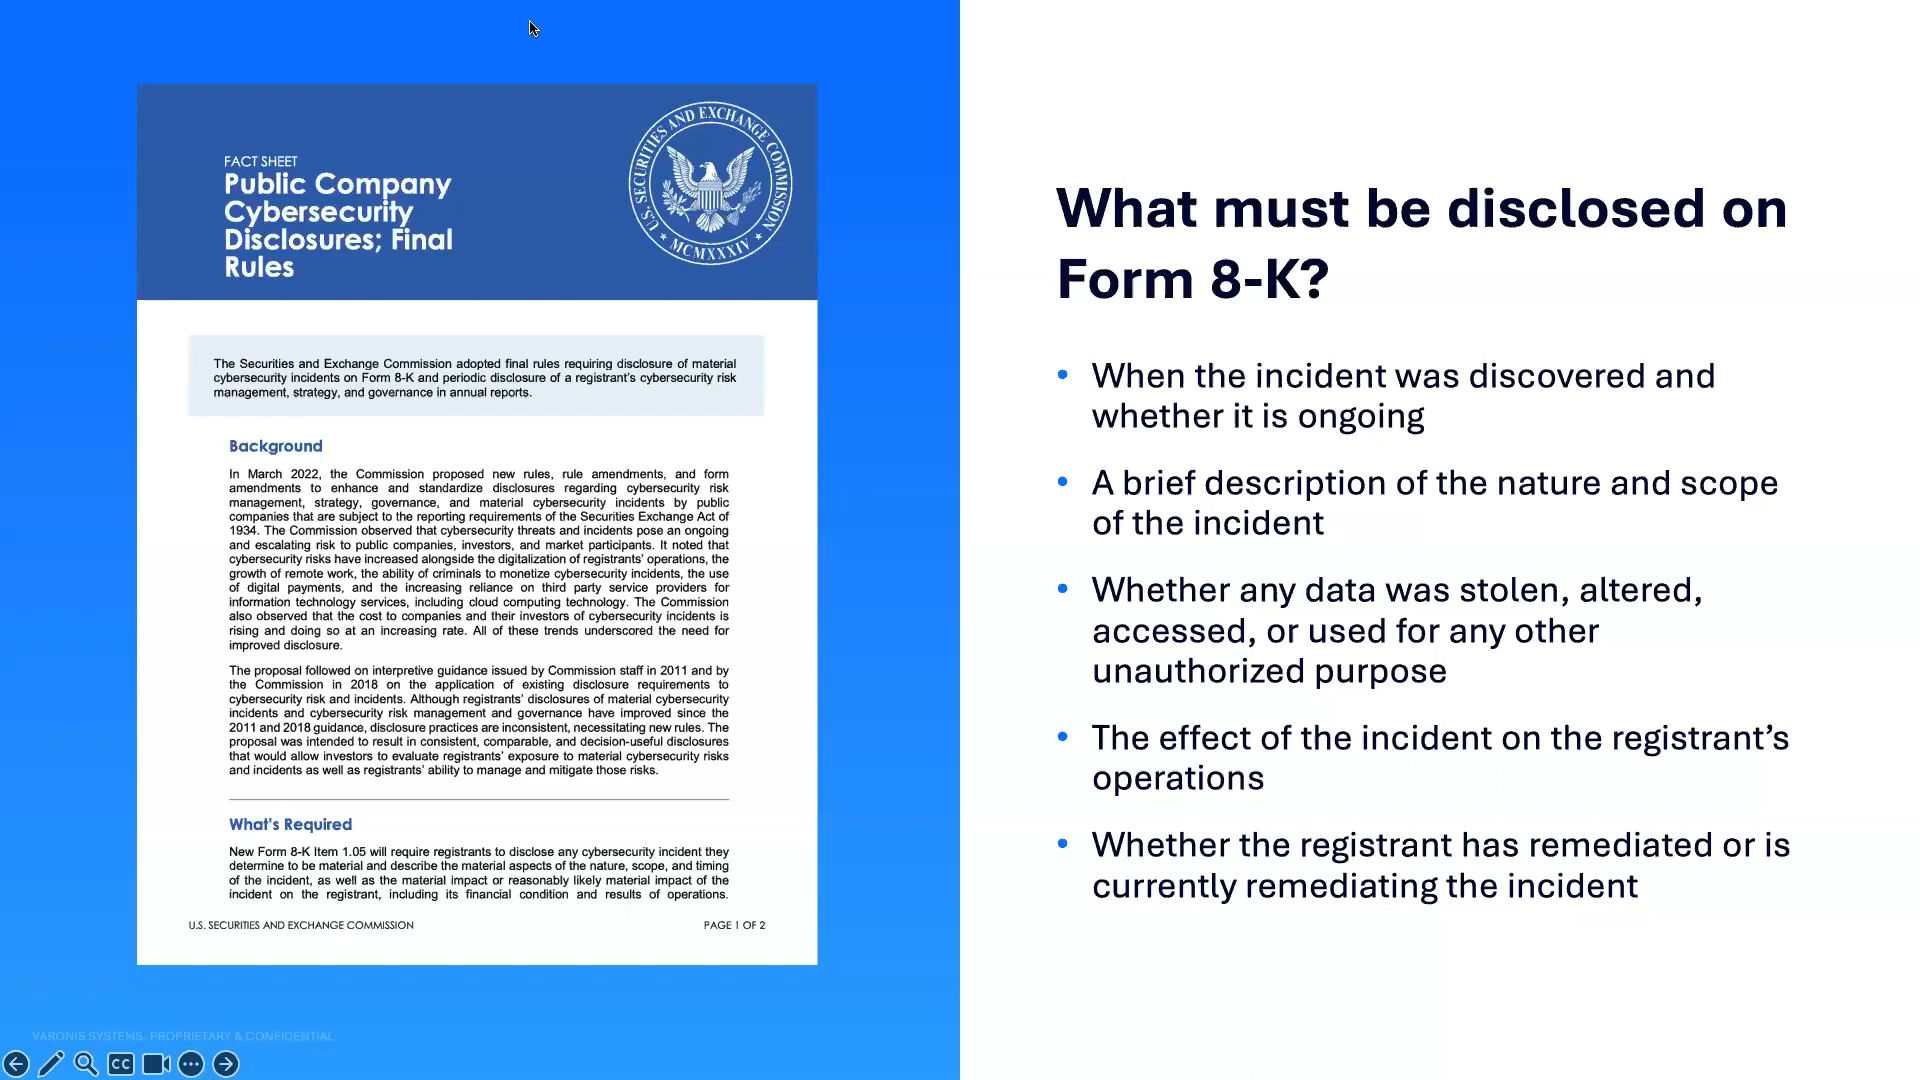 FACT SHEET
Public Company
Cybersecurity
Disclosures; Final
Rules
U.S. SECURITIES AND EXCHANGE COMMISSION
MCMXXXIV
The Securities and Exchange Commission adopted final rules requiring disclosure of material
cybersecurity incidents on Form 8-K and periodic disclosure of a registrant's cybersecurity risk
management, strategy, and governance in annual reports.
Background
In March 2022, the Commission proposed new rules, rule amendments, and form
amendments to enhance and standardize disclosures regarding cybersecurity risk
management, strategy, governance, and material cybersecurity incidents by public
companies that are subject to the reporting requirements of the Securities Exchange Act of
1934. The Commission observed that cybersecurity threats and incidents pose an ongoing
and escalating risk to public companies, investors, and market participants. It noted that
cybersecurity risks have increased alongside the digitalization of registrants' operations, the
growth of remote work, the ability of criminals to monetize cybersecurity incidents, the use
of digital payments, and the increasing reliance on third party service providers for
information technology services, including cloud computing technology. The Commission
also observed that the cost to companies and their investors of cybersecurity incidents is
rising and doing so at an increasing rate. All of these trends underscored the need for
improved disclosure.
The proposal followed on interpretive guidance issued by Commission staff in 2011 and by
the Commission in 2018 on the application of existing disclosure requirements to
cybersecurity risk and incidents. Although registrants' disclosures of material cybersecurity
incidents and cybersecurity risk management and governance have improved since the
2011 and 2018 guidance, disclosure practices are inconsistent, necessitating new rules. The
proposal was intended to result in consistent, comparable, and decision-useful disclosures
that would allow investors to evaluate registrants' exposure to material cybersecurity risks
and incidents as well as registrants' ability to manage and mitigate those risks.
What's Required
New Form 8-K Item 1.05 will require registrants to disclose any cybersecurity incident they
determine to be material and describe the material aspects of the nature, scope, and timing
of the incident, as well as the material impact or reasonably likely material impact of the
incident on the registrant, including its financial condition and results of operations.
U.S. SECURITIES AND EXCHANGE COMMISSION
PAGE 1 OF 2
VARONIS SYSTEMS. PROPRIETARY & CONFIDENTIAL.
CC
What must be disclosed on
Form 8-K?
• When the incident was discovered and
whether it is ongoing
• A brief description of the nature and scope
of the incident
• Whether any data was stolen, altered,
accessed, or used for any other
unauthorized purpose
• The effect of the incident on the registrant’s
operations
• Whether the registrant has remediated or is
currently remediating the incident